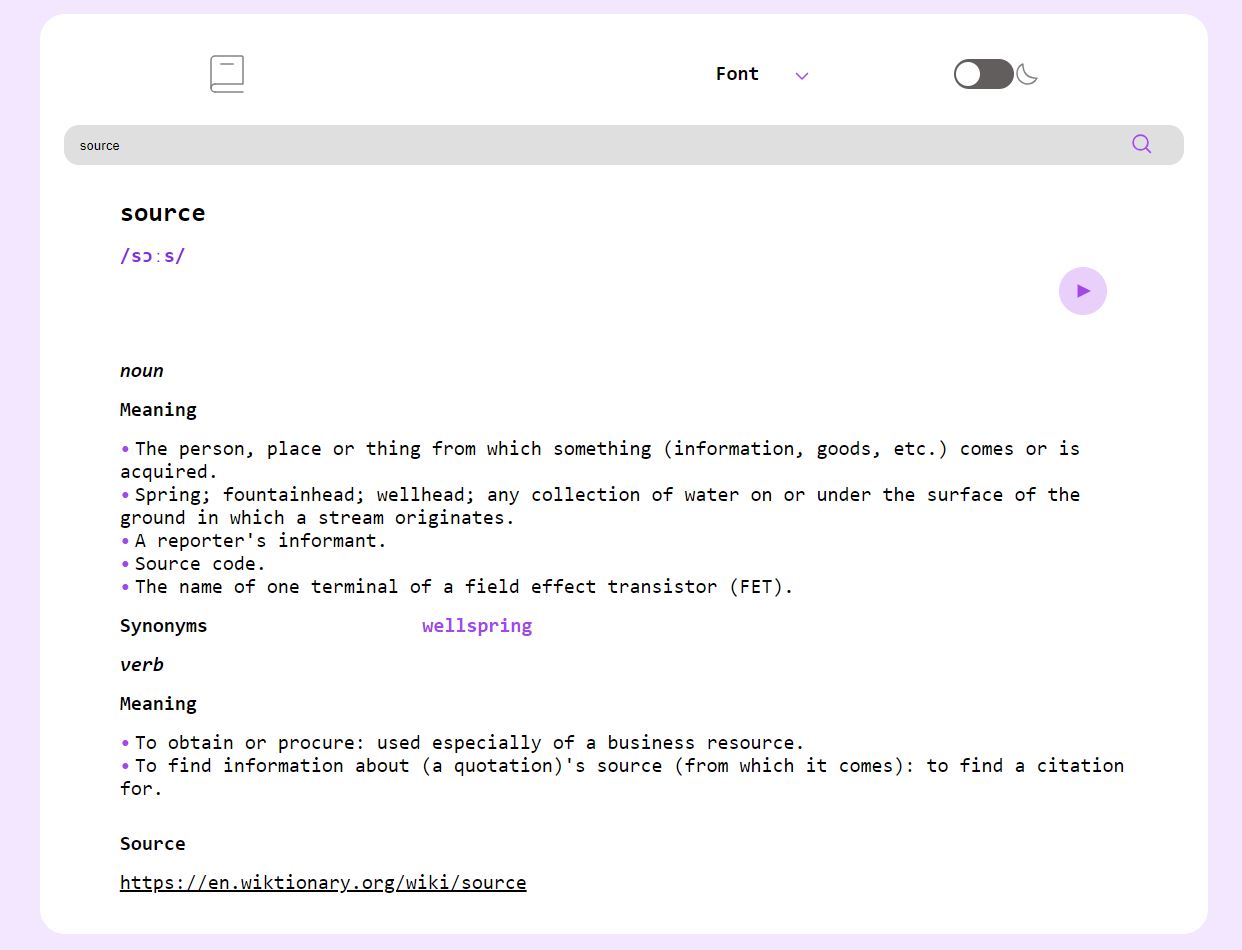 Font
source
source
/sɔːs/
noun
Meaning
• The person, place or thing from which something (information, goods, etc.) comes or is
acquired.
• Spring; fountainhead; wellhead; any collection of water on or under the surface of the
ground in which a stream originates.
• A reporter's informant.
• Source code.
• The name of one terminal of a field effect transistor (FET).
Synonyms wellspring
verb
Meaning
• To obtain or procure: used especially of a business resource.
• To find information about (a quotation)'s source (from which it comes): to find a citation
for.
Source
https://en.wiktionary.org/wiki/source